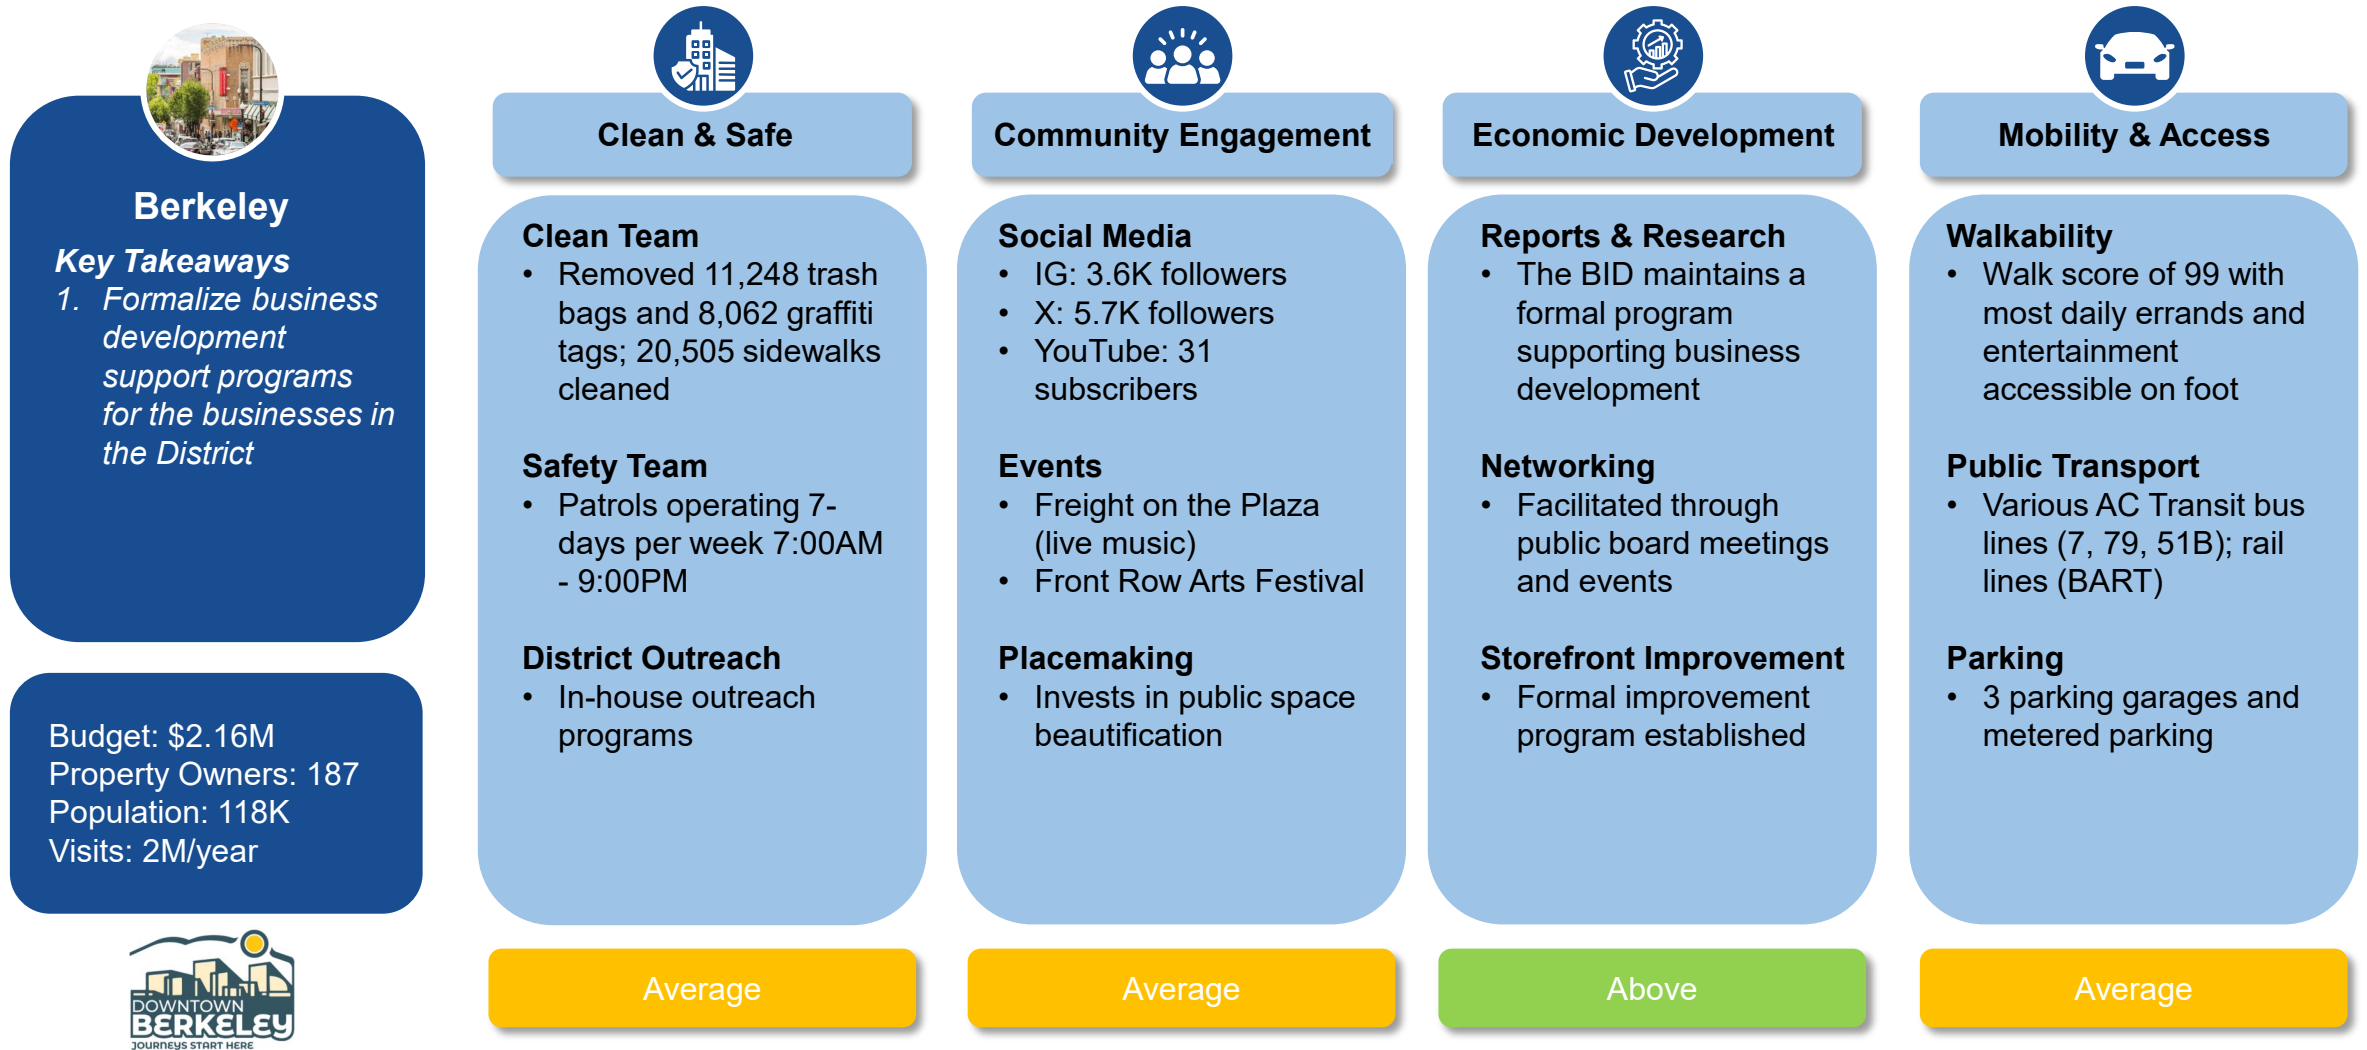 Berkeley
Key Takeaways
1. Formalize business
development
support programs
for the businesses in
the District
Budget: $2.16M
Property Owners: 187
Population: 118K
Visits: 2M/year
DOWNTOWN
BERKELEY
JOURNEYS START HERE
Clean & Safe
Clean Team
• Removed 11,248 trash
bags and 8,062 graffiti
tags; 20,505 sidewalks
cleaned
Safety Team
• Patrols operating 7-
days per week 7:00AM
- 9:00PM
District Outreach
• In-house outreach
programs
Average
Community Engagement
Social Media
• IG: 3.6K followers
• X: 5.7K followers
• YouTube: 31
subscribers
Events
• Freight on the Plaza
(live music)
• Front Row Arts Festival
Placemaking
• Invests in public space
beautification
Average
Economic Development
Reports & Research
• The BID maintains a
formal program
supporting business
development
Networking
• Facilitated through
public board meetings
and events
Storefront Improvement
• Formal improvement
program established
Above
Mobility & Access
Walkability
• Walk score of 99 with
most daily errands and
entertainment
accessible on foot
Public Transport
• Various AC Transit bus
lines (7, 79, 51B); rail
lines (BART)
Parking
• 3 parking garages and
metered parking
Average